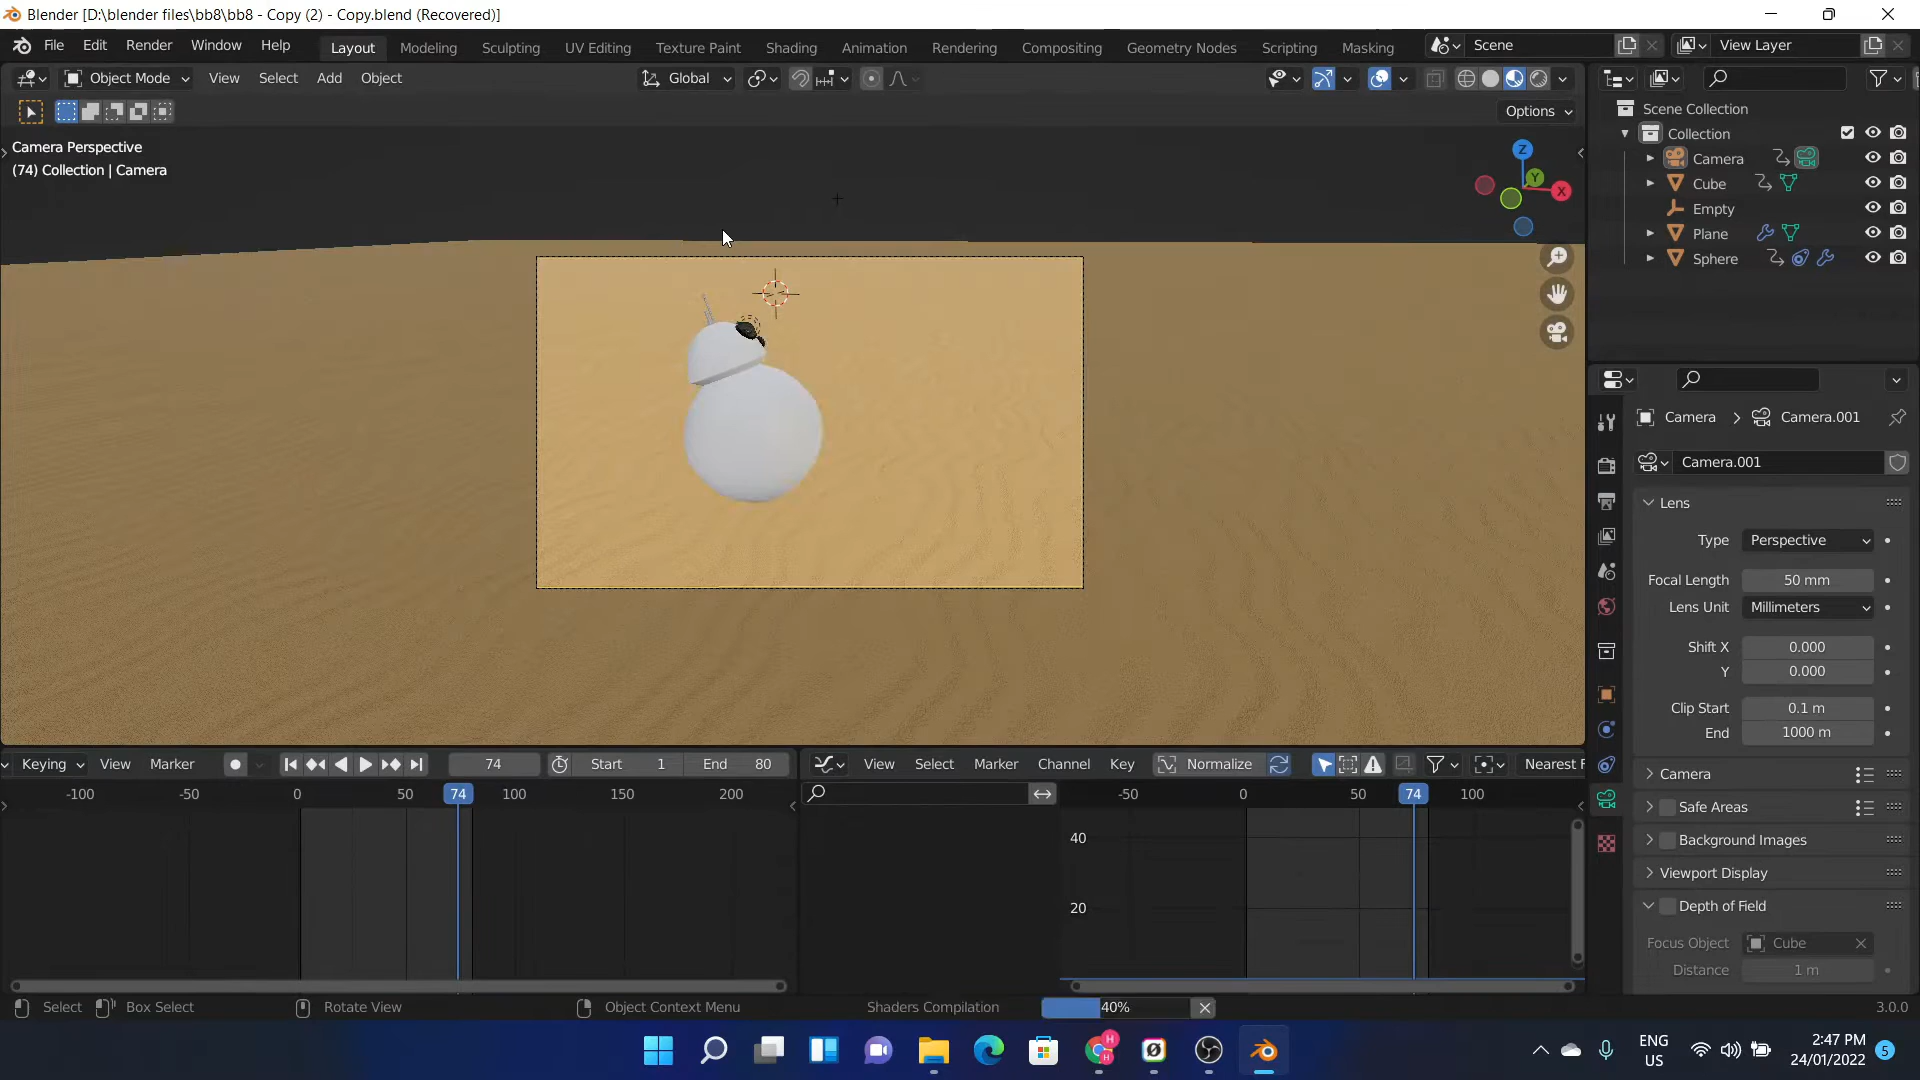 Blender [D:\blender files\bb8\bb8 - Copy (2) - Copy.blend (Recovered)]
File Edit Render Window Help Layout Modeling Sculpting UV Editing Texture Paint Shading Animation Rendering Compositing Geometry Nodes Scripting Masking Scene View Layer
Object Mode View Select Add Object Global
Options
Camera Perspective
(74) Collection | Camera
Z
Y
X
Scene Collection
Collection
Camera
Cube
Empty
Plane
Sphere
Camera > Camera.001
Camera.001
Lens
Type Perspective
Focal Length 50 mm
Lens Unit Millimeters
Shift X 0.000
Y 0.000
Clip Start 0.1 m
End 1000 m
Camera
Safe Areas
Background Images
Viewport Display
Depth of Field
Focus Object Cube
Distance 1 m
Keying View Marker 74 Start 1 End 80
-100 -50 0 50 74 100 150 200
View Select Marker Channel Key Normalize Nearest F
-50 0 50 74 100
40
20
Select Box Select Rotate View Object Context Menu Shaders Compilation 40% 3.0.0
ENG
US
2:47 PM
24/01/2022
5